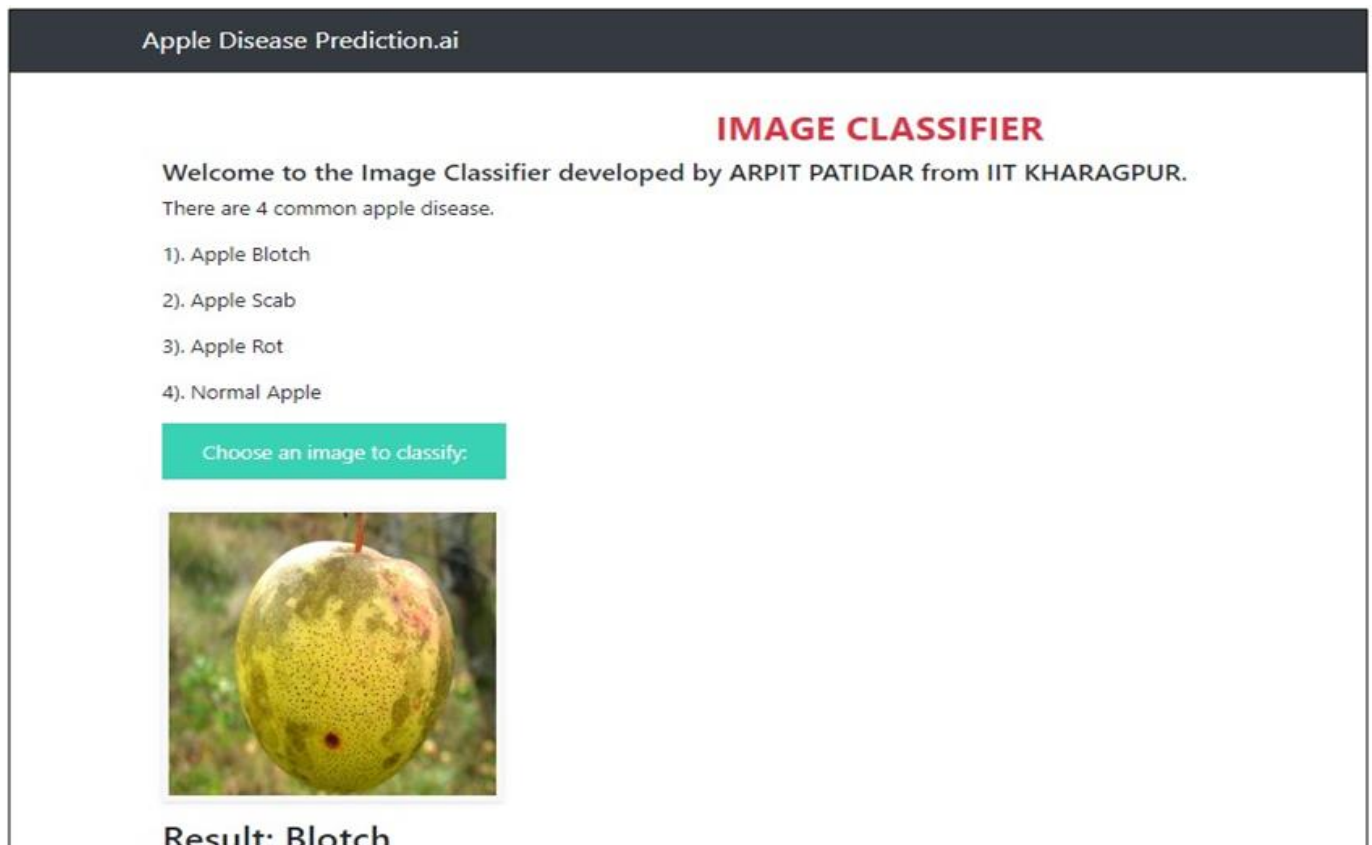 Apple Disease Prediction.ai
IMAGE CLASSIFIER
Welcome to the Image Classifier developed by ARPIT PATIDAR from IIT KHARAGPUR.
There are 4 common apple disease.
1). Apple Blotch
2). Apple Scab
3). Apple Rot
4). Normal Apple
Choose an image to classify:
Result: Blotch